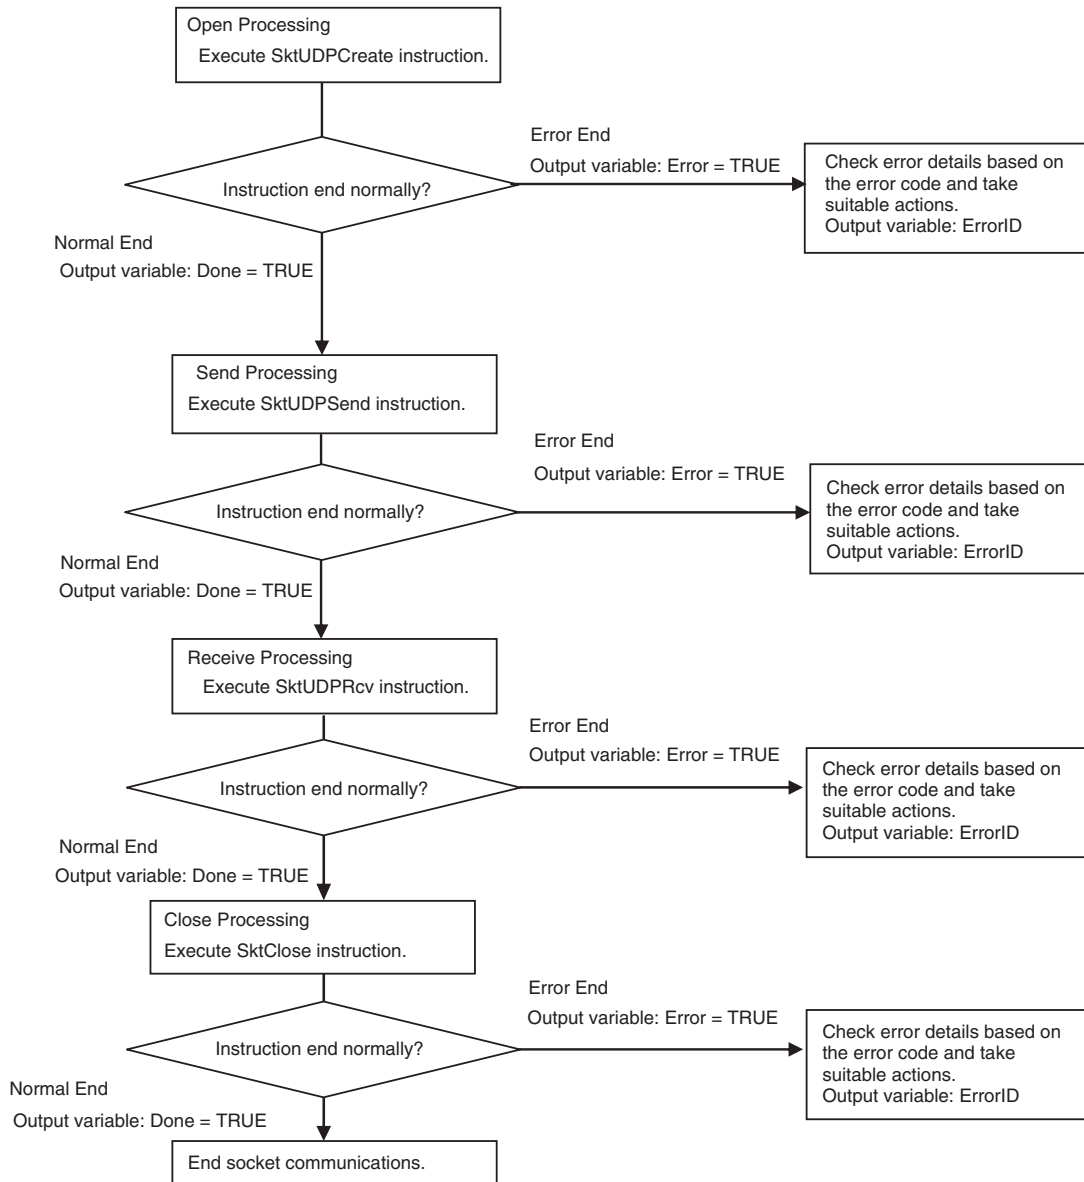 Open Processing
Execute SktUDPCreate instruction.
Instruction end normally?
Error End
Output variable: Error = TRUE
Check error details based on
the error code and take
suitable actions.
Output variable: ErrorID
Normal End
Output variable: Done = TRUE
Send Processing
Execute SktUDPSend instruction.
Instruction end normally?
Error End
Output variable: Error = TRUE
Check error details based on
the error code and take
suitable actions.
Output variable: ErrorID
Normal End
Output variable: Done = TRUE
Receive Processing
Execute SktUDPRcv instruction.
Instruction end normally?
Error End
Output variable: Error = TRUE
Check error details based on
the error code and take
suitable actions.
Output variable: ErrorID
Normal End
Output variable: Done = TRUE
Close Processing
Execute SktClose instruction.
Instruction end normally?
Error End
Output variable: Error = TRUE
Check error details based on
the error code and take
suitable actions.
Output variable: ErrorID
Normal End
Output variable: Done = TRUE
End socket communications.